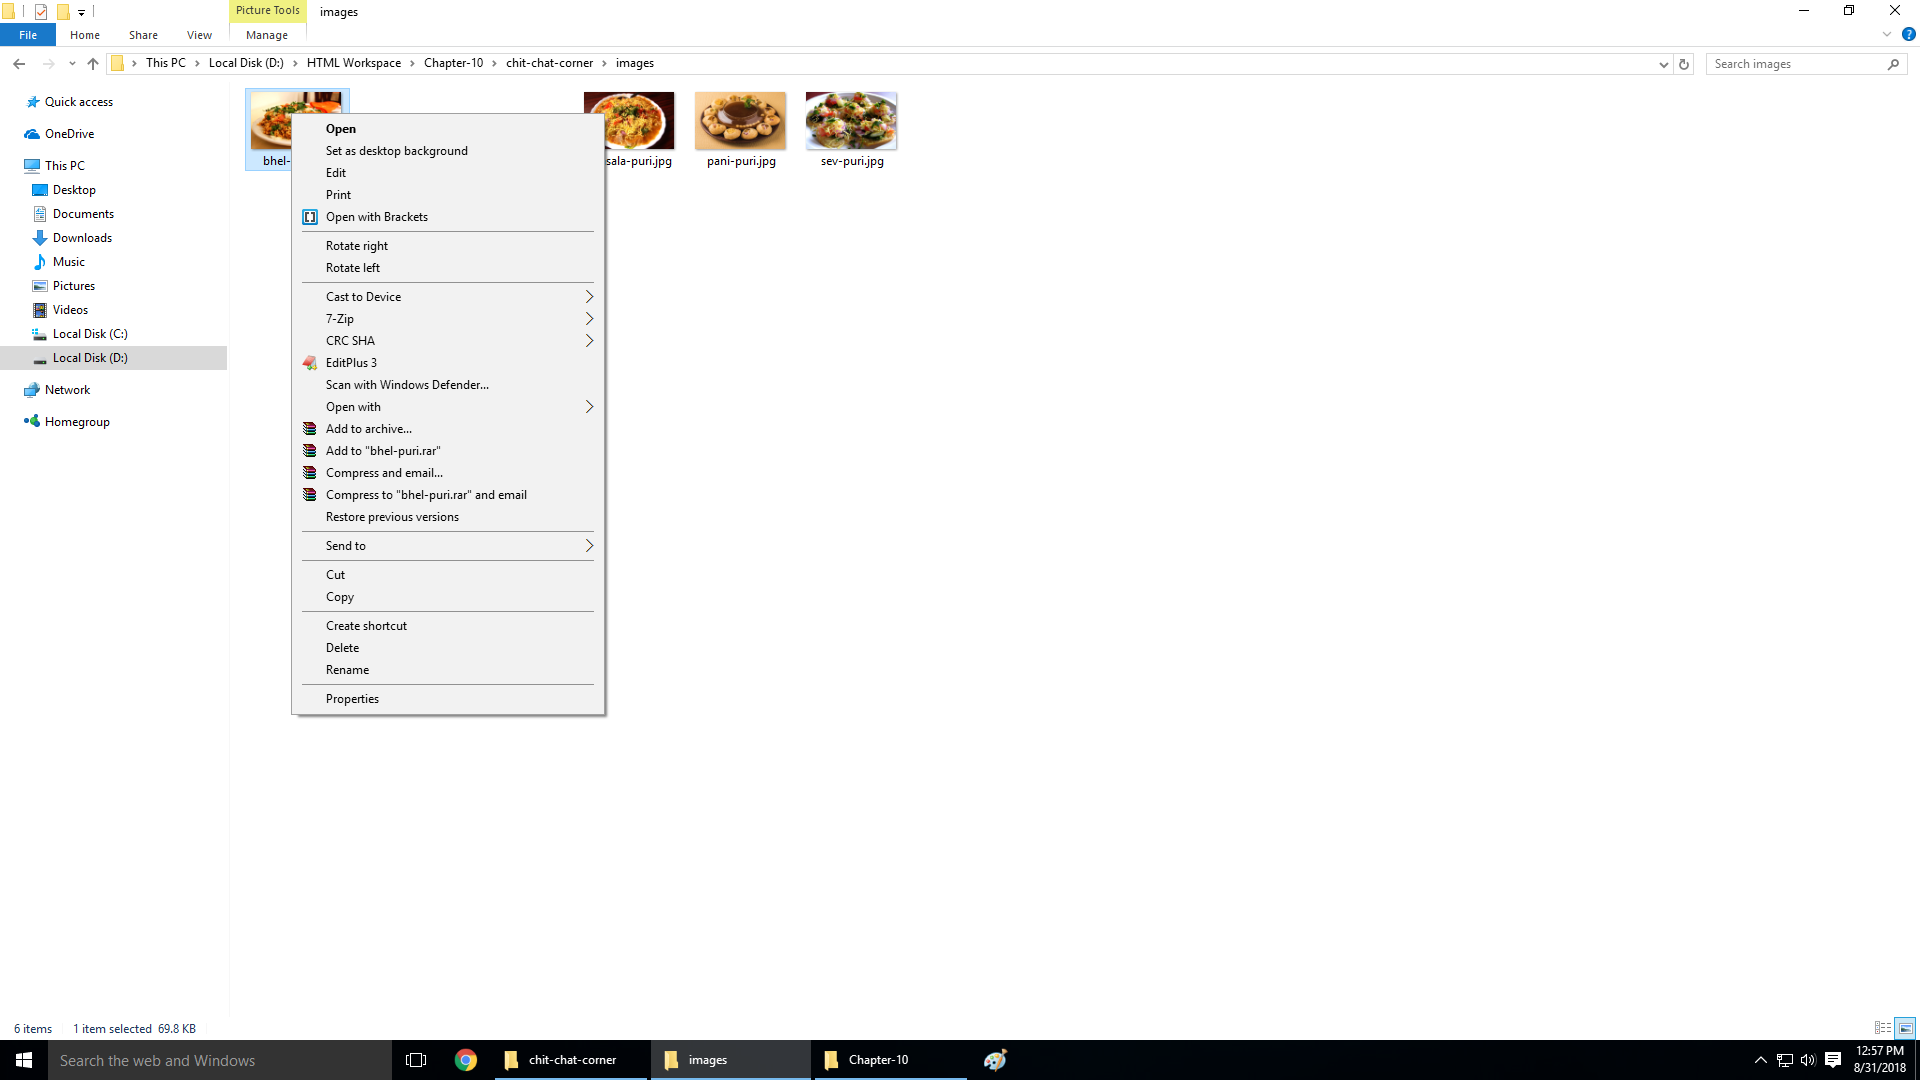 Picture Tools
images
File
Home
Share
View
Manage
This PC
Local Disk (D:)
HTML Workspace
Chapter-10
chit-chat-corner
images
Search images
Quick access
OneDrive
This PC
Desktop
Documents
Downloads
Music
Pictures
Videos
Local Disk (C:)
Local Disk (D:)
Network
Homegroup
bhel-
sala-puri.jpg
pani-puri.jpg
sev-puri.jpg
Open
Set as desktop background
Edit
Print
Open with Brackets
Rotate right
Rotate left
Cast to Device
7-Zip
CRC SHA
EditPlus 3
Scan with Windows Defender...
Open with
Add to archive...
Add to "bhel-puri.rar"
Compress and email...
Compress to "bhel-puri.rar" and email
Restore previous versions
Send to
Cut
Copy
Create shortcut
Delete
Rename
Properties
6 items
1 item selected 69.8 KB
Search the web and Windows
chit-chat-corner
images
Chapter-10
12:57 PM
8/31/2018